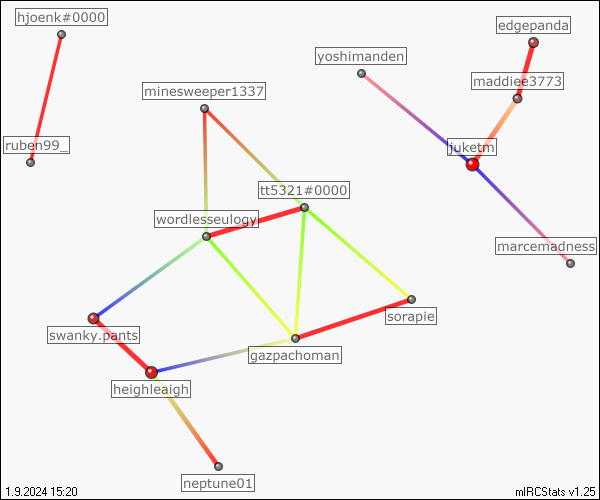 hjoenk#0000
edgepanda
yoshimanden
maddiee3773
minesweeper1337
ruben99_
juketm
tt5321#0000
wordlesseulogy
marcemadness
sorapie
swanky.pants
gazpachoman
heighleaigh
neptune01
1.9.2024 15:20
mIRCStats v1.25